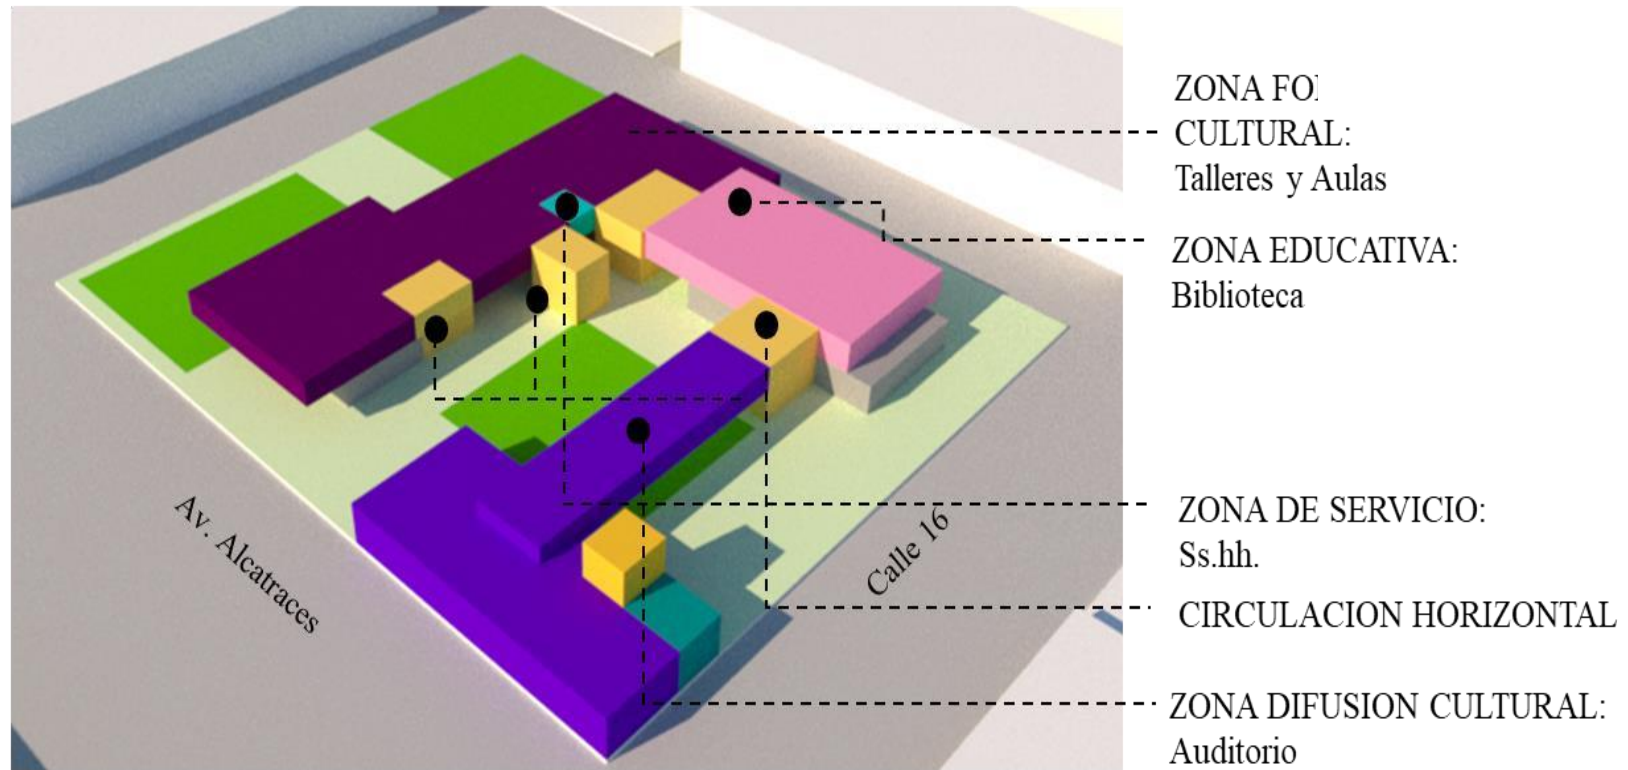 ZONA
CULTURAL:
Talleres y Aulas
ZONA EDUCATIVA:
Biblioteca
Av. Alcatraces
Calle 16
ZONA DE SERVICIO:
Ss.hh.
CIRCULACION HORIZONTAL
ZONA DIFUSION CULTURAL:
Auditorio